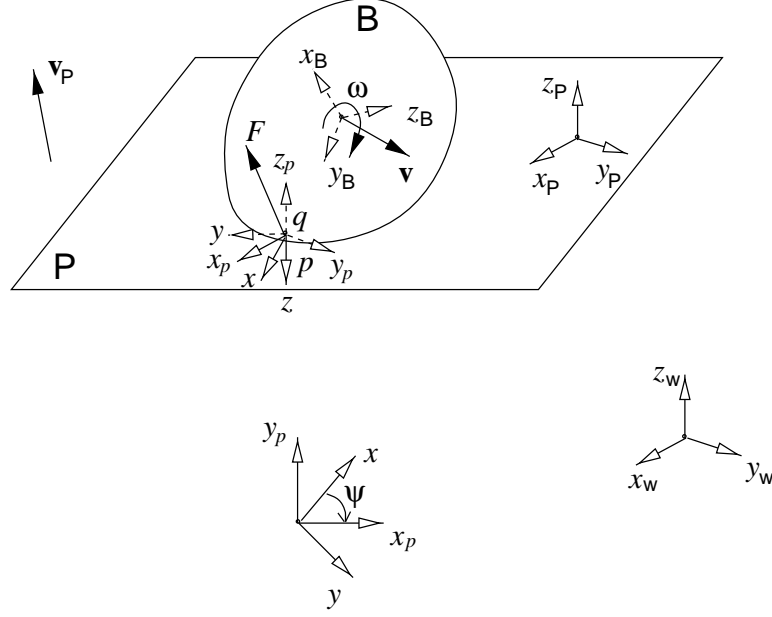 B
v_P
x_B
ω
z_B
z_P
F
y_B
v
x_P
y_P
z_p
q
y
x_p
p
y_p
P
x
z
z_W
x_W
y_W
y_p
x
ψ
x_p
y